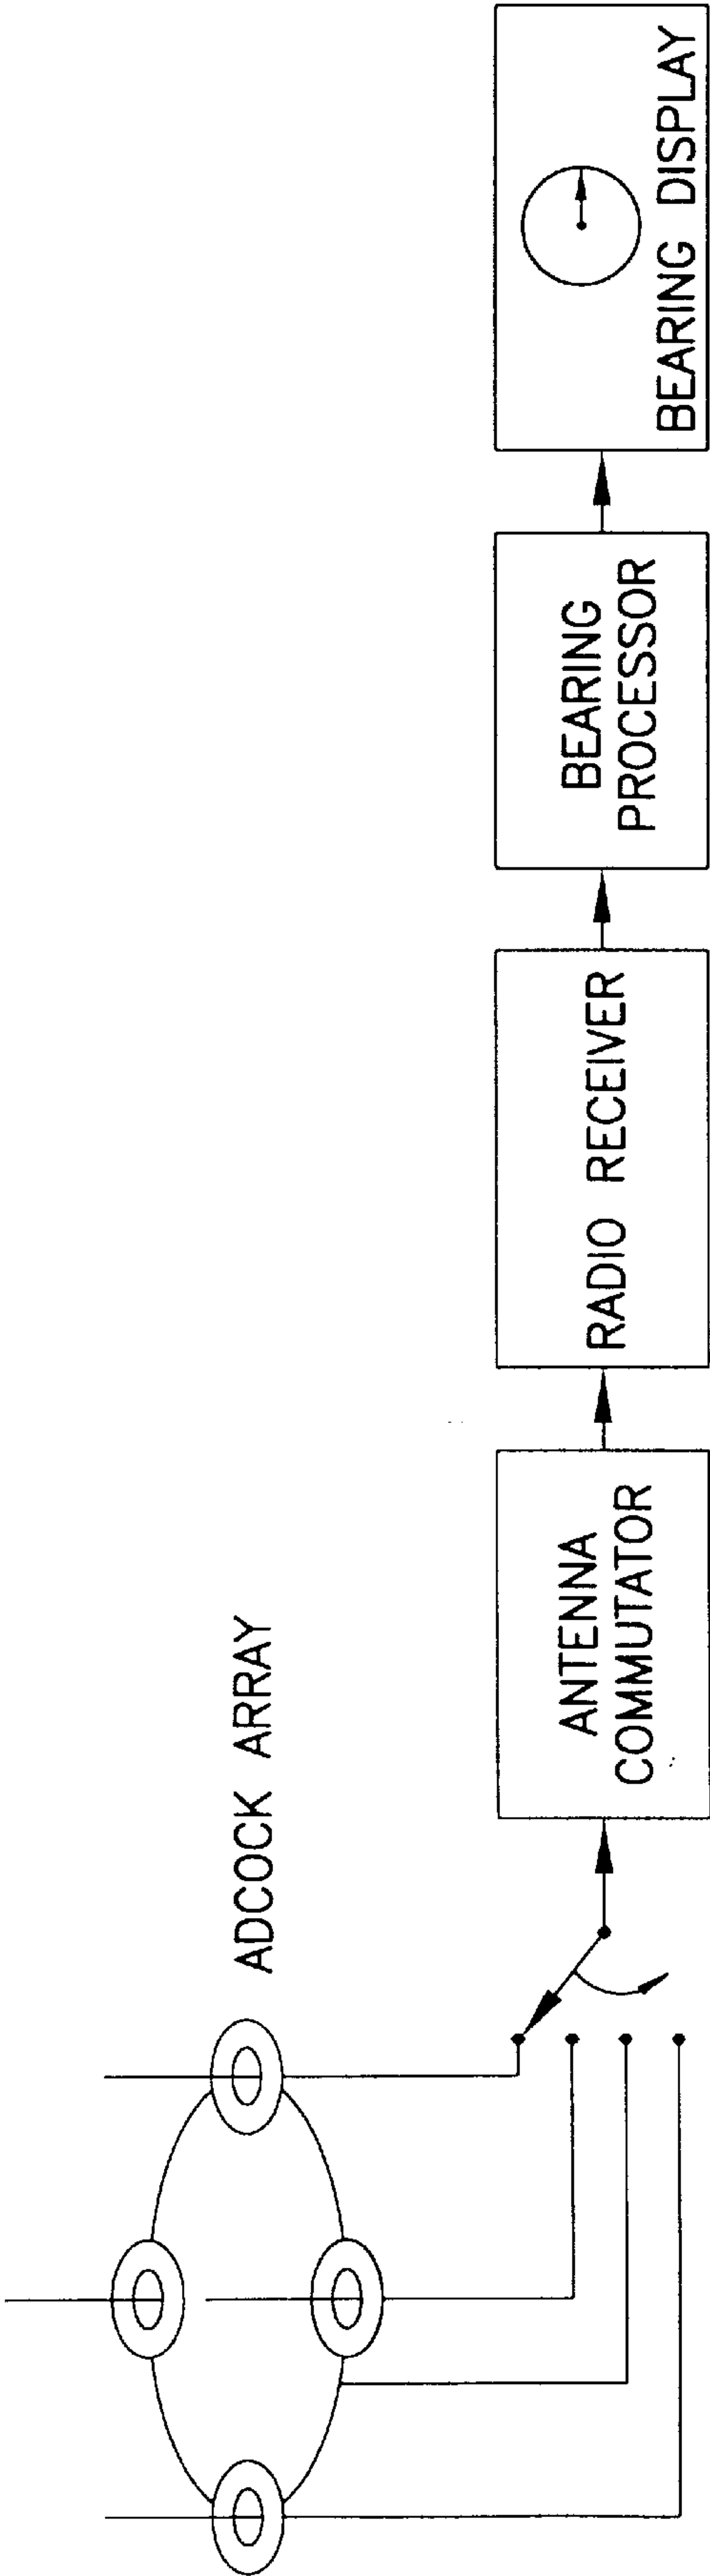 ADCOCK ARRAY
ANTENNA
COMMUTATOR
RADIO RECEIVER
BEARING
PROCESSOR
BEARING DISPLAY